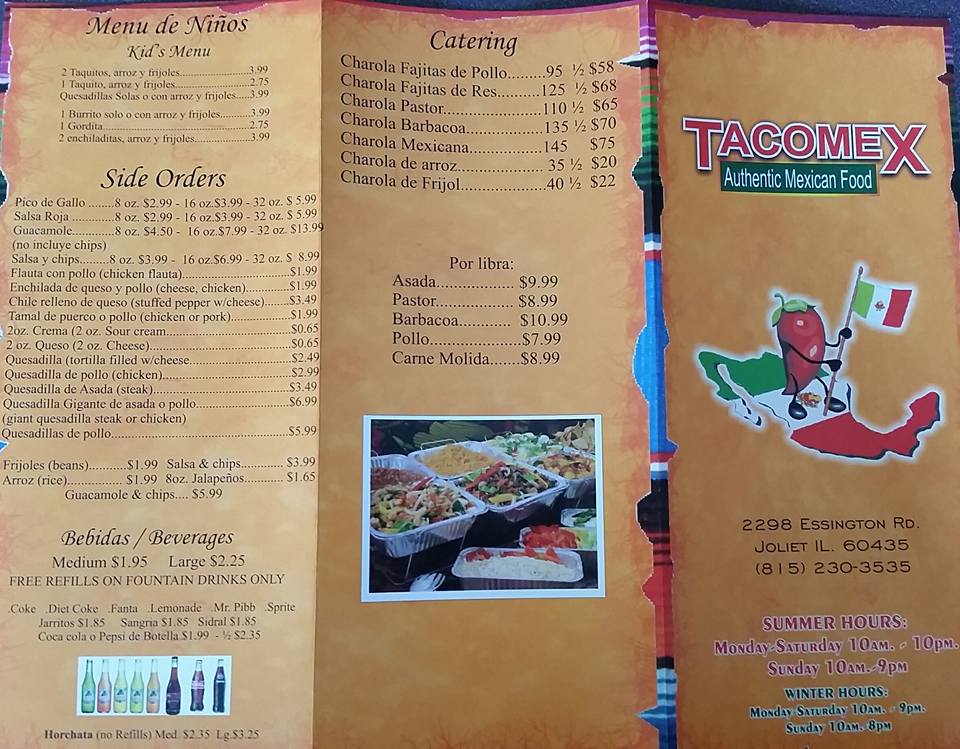 Menu de Niños
Kid's Menu
2 Taquitos, arroz y frijoles......................3.99
1 Taquito, arroz y frijoles........................2.75
Quesadillas Solas o con arroz y frijoles.....3.99
1 Burrito solo o con arroz y frijoles.........3.99
1 Gordita...............................................2.75
2 enchiladitas, arroz y frijoles.................3.99
Side Orders
Pico de Gallo .......8 oz. $2.99 - 16 oz.$3.99 - 32 oz. $ 5.99
Salsa Roja ..........8 oz. $2.99 - 16 oz.$3.99 - 32 oz. $ 5.99
Guacamole..........8 oz. $4.50 - 16 oz.$7.99 - 32 oz. $13.99
(no incluye chips)
Salsa y chips........8 oz. $3.99 - 16 oz.$6.99 - 32 oz. $ 8.99
Flauta con pollo (chicken flauta)...........................$1.99
Enchilada de queso y pollo (cheese, chicken)...........$1.99
Chile relleno de queso (stuffed pepper w/cheese).......$3.49
Tamal de puerco o pollo (chicken or pork)................$1.99
2oz. Crema (2 oz. Sour cream................................$0.65
2 oz. Queso (2 oz. Cheese)....................................$0.65
Quesadilla (tortilla filled w/cheese..........................$2.49
Quesadilla de pollo (chicken).................................$2.99
Quesadilla de Asada (steak)...................................$3.49
Quesadilla Gigante de asada o pollo........................$6.99
(giant quesadilla steak or chicken)
Quesadillas de pollo.............................................$5.99
Frijoles (beans)...........$1.99 Salsa & chips............. $3.99
Arroz (rice).................$1.99 8oz. Jalapeños............ $1.65
Guacamole & chips.... $5.99
Bebidas / Beverages
Medium $1.95 Large $2.25
FREE REFILLS ON FOUNTAIN DRINKS ONLY
.Coke .Diet Coke .Fanta .Lemonade .Mr. Pibb .Sprite
Jarritos $1.85 Sangria $1.85 Sidral $1.85
Coca cola o Pepsi de Botella $1.99 - ½ $2.35
Horchata (no Refills) Med. $2.35 Lg.$3.25
Catering
Charola Fajitas de Pollo.........95 ½ $58
Charola Fajitas de Res..........125 ½ $68
Charola Pastor.......................110 ½ $65
Charola Barbacoa..................135 ½ $70
Charola Mexicana.................145 $75
Charola de arroz..................... 35 ½ $20
Charola de Frijol....................40 ½ $22
Por libra:
Asada.................. $9.99
Pastor................. $8.99
Barbacoa............ $10.99
Pollo....................$7.99
Carne Molida.......$8.99
TACOMEX
Authentic Mexican Food
2298 Essington Rd.
Joliet IL. 60435
(815) 230-3535
SUMMER HOURS:
Monday-Saturday 10am. - 10pm.
Sunday 10am.-9pm
WINTER HOURS:
Monday-Saturday 10am. - 9pm.
Sunday 10am-8pm